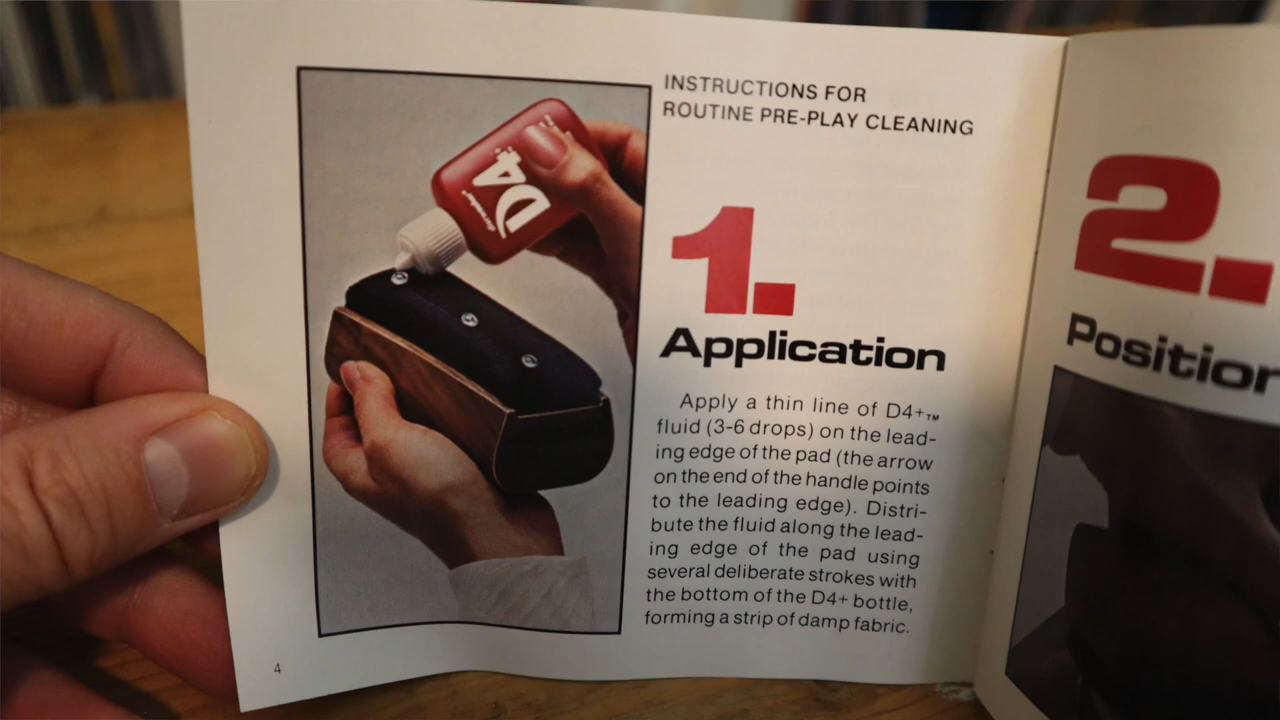 INSTRUCTIONS FOR
ROUTINE PRE-PLAY CLEANING
D4+
1.
Application
Apply a thin line of D4+™
fluid (3-6 drops) on the lead-
ing edge of the pad (the arrow
on the end of the handle points
to the leading edge). Distri-
bute the fluid along the lead-
ing edge of the pad using
several deliberate strokes with
the bottom of the D4+ bottle,
forming a strip of damp fabric.
4
2.
Position